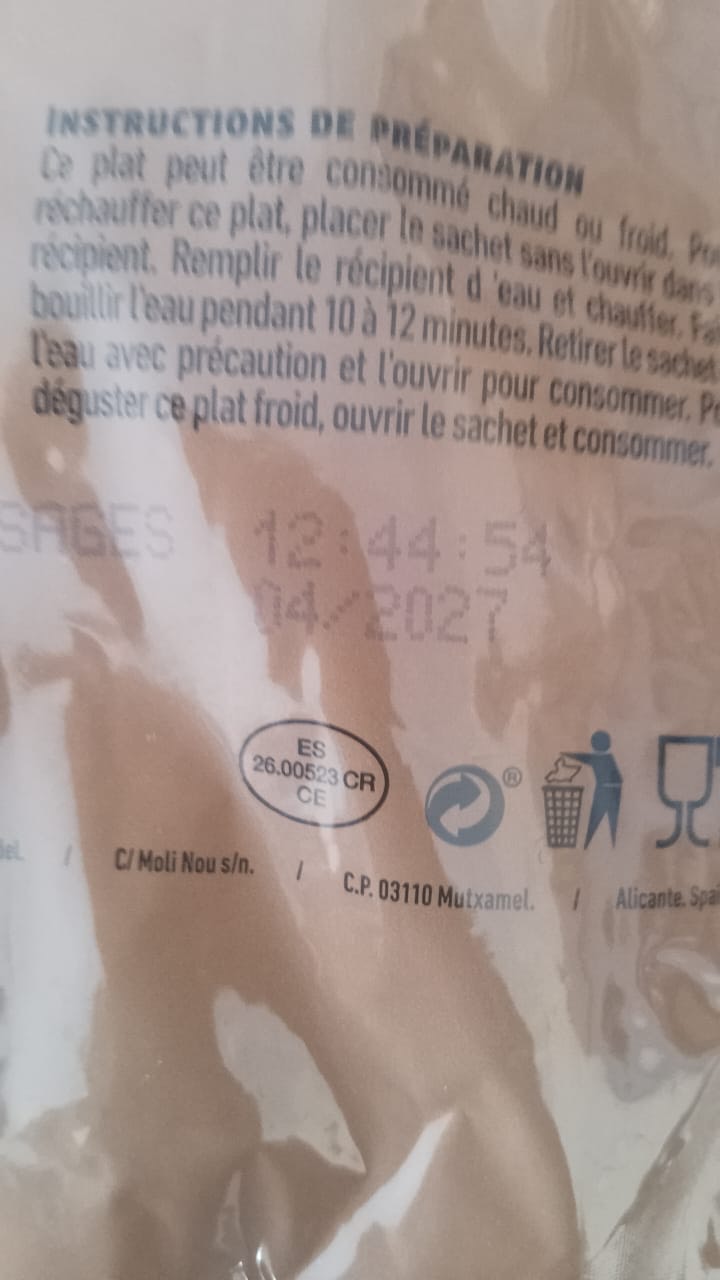 INSTRUCTIONS DE PRÉPARATION
Ce plat peut être consommé chaud ou froid.
réchauffer ce plat, placer le sachet sans l'ouvrir dans
récipient. Remplir le récipient d 'eau et chauffer.
bouillir l'eau pendant 10 à 12 minutes. Retirer le sachet
l'eau avec précaution et l'ouvrir pour consommer.
déguster ce plat froid, ouvrir le sachet et consommer.
SAGES 12:44:54
04/2027
ES
26.00523 CR
CE
®
/ C/ Moli Nou s/n. / C.P. 03110 Mutxamel. / Alicante.